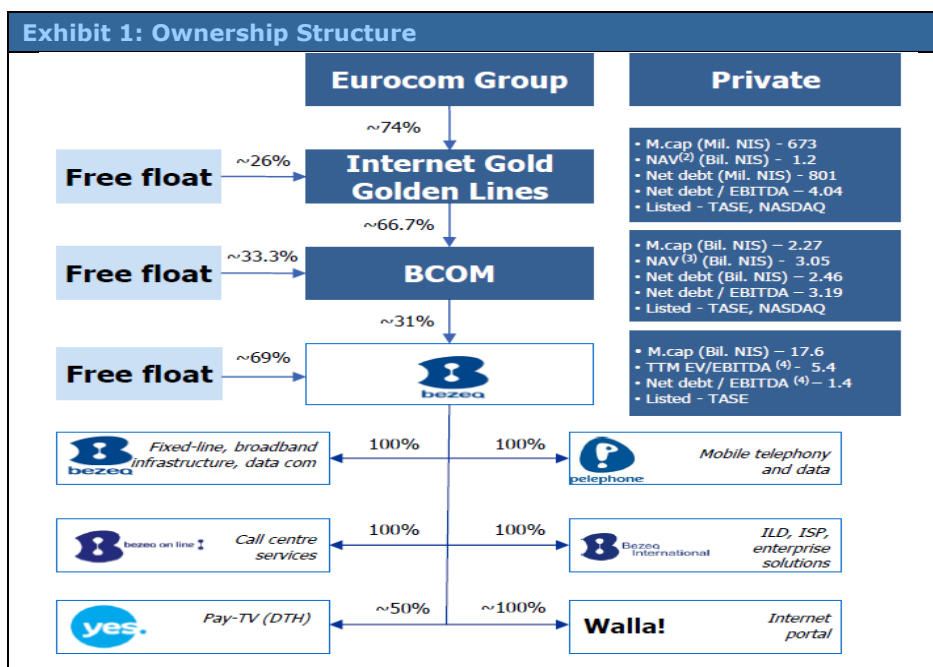 Exhibit 1: Ownership Structure
Eurocom Group
Private
~74%
Free float
~26%
Internet Gold
Golden Lines
• M.cap (Mil. NIS) - 673
• NAV(2) (Bil. NIS) - 1.2
• Net debt (Mil. NIS) - 801
• Net debt / EBITDA – 4.04
• Listed - TASE, NASDAQ
~66.7%
Free float
~33.3%
BCOM
• M.cap (Bil. NIS) – 2.27
• NAV (3) (Bil. NIS) - 3.05
• Net debt (Bil. NIS) – 2.46
• Net debt / EBITDA – 3.19
• Listed – TASE, NASDAQ
~31%
Free float
~69%
bezeq
• M.cap (Bil. NIS) – 17.6
• TTM EV/EBITDA (4) - 5.4
• Net debt / EBITDA (4) – 1.4
• Listed - TASE
bezeq
Fixed-line, broadband
infrastructure, data com
100%
100%
pelephone
Mobile telephony
and data
bezeq on line
Call centre
services
100%
100%
Bezeq
International
ILD, ISP,
enterprise
solutions
yes.
Pay-TV (DTH)
~50%
~100%
Walla!
Internet
portal